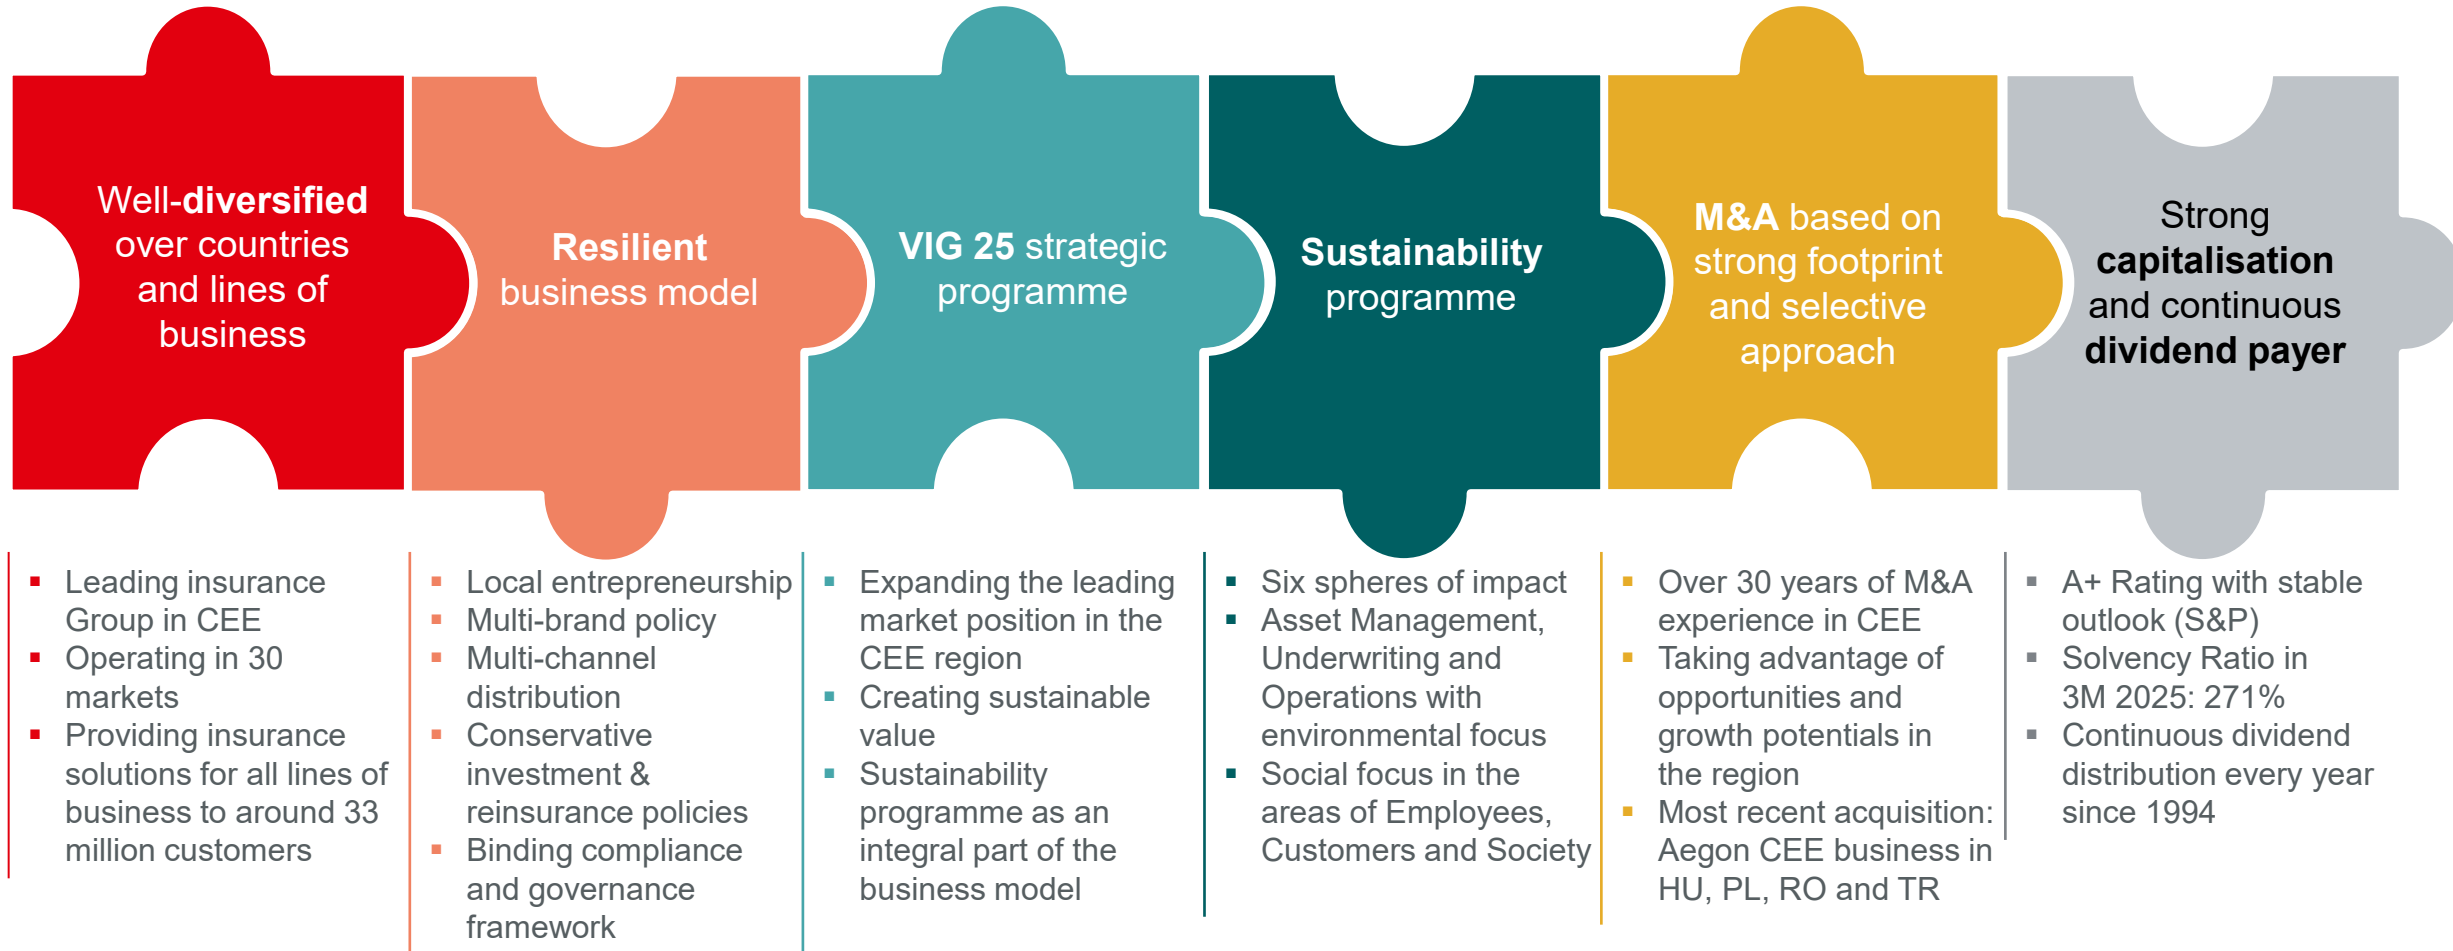 Well-diversified
over countries
and lines of
business
Resilient
business model
VIG 25 strategic
programme
Sustainability
programme
M&A based on
strong footprint
and selective
approach
Strong
capitalisation
and continuous
dividend payer
▪ Leading insurance
Group in CEE
▪ Operating in 30
markets
▪ Providing insurance
solutions for all lines of
business to around 33
million customers
▪ Local entrepreneurship
▪ Multi-brand policy
▪ Multi-channel
distribution
▪ Conservative
investment &
reinsurance policies
▪ Binding compliance
and governance
framework
▪ Expanding the leading
market position in the
CEE region
▪ Creating sustainable
value
▪ Sustainability
programme as an
integral part of the
business model
▪ Six spheres of impact
▪ Asset Management,
Underwriting and
Operations with
environmental focus
▪ Social focus in the
areas of Employees,
Customers and Society
▪ Over 30 years of M&A
experience in CEE
▪ Taking advantage of
opportunities and
growth potentials in
the region
▪ Most recent acquisition:
Aegon CEE business in
HU, PL, RO and TR
▪ A+ Rating with stable
outlook (S&P)
▪ Solvency Ratio in
3M 2025: 271%
▪ Continuous dividend
distribution every year
since 1994